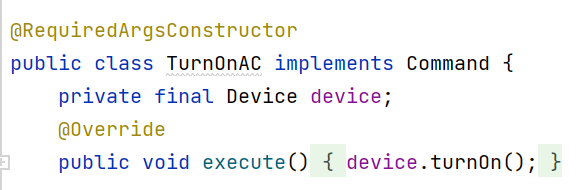 @RequiredArgsConstructor
public class TurnOnAC implements Command {
    private final Device device;
    @Override
    public void execute() { device.turnOn(); }